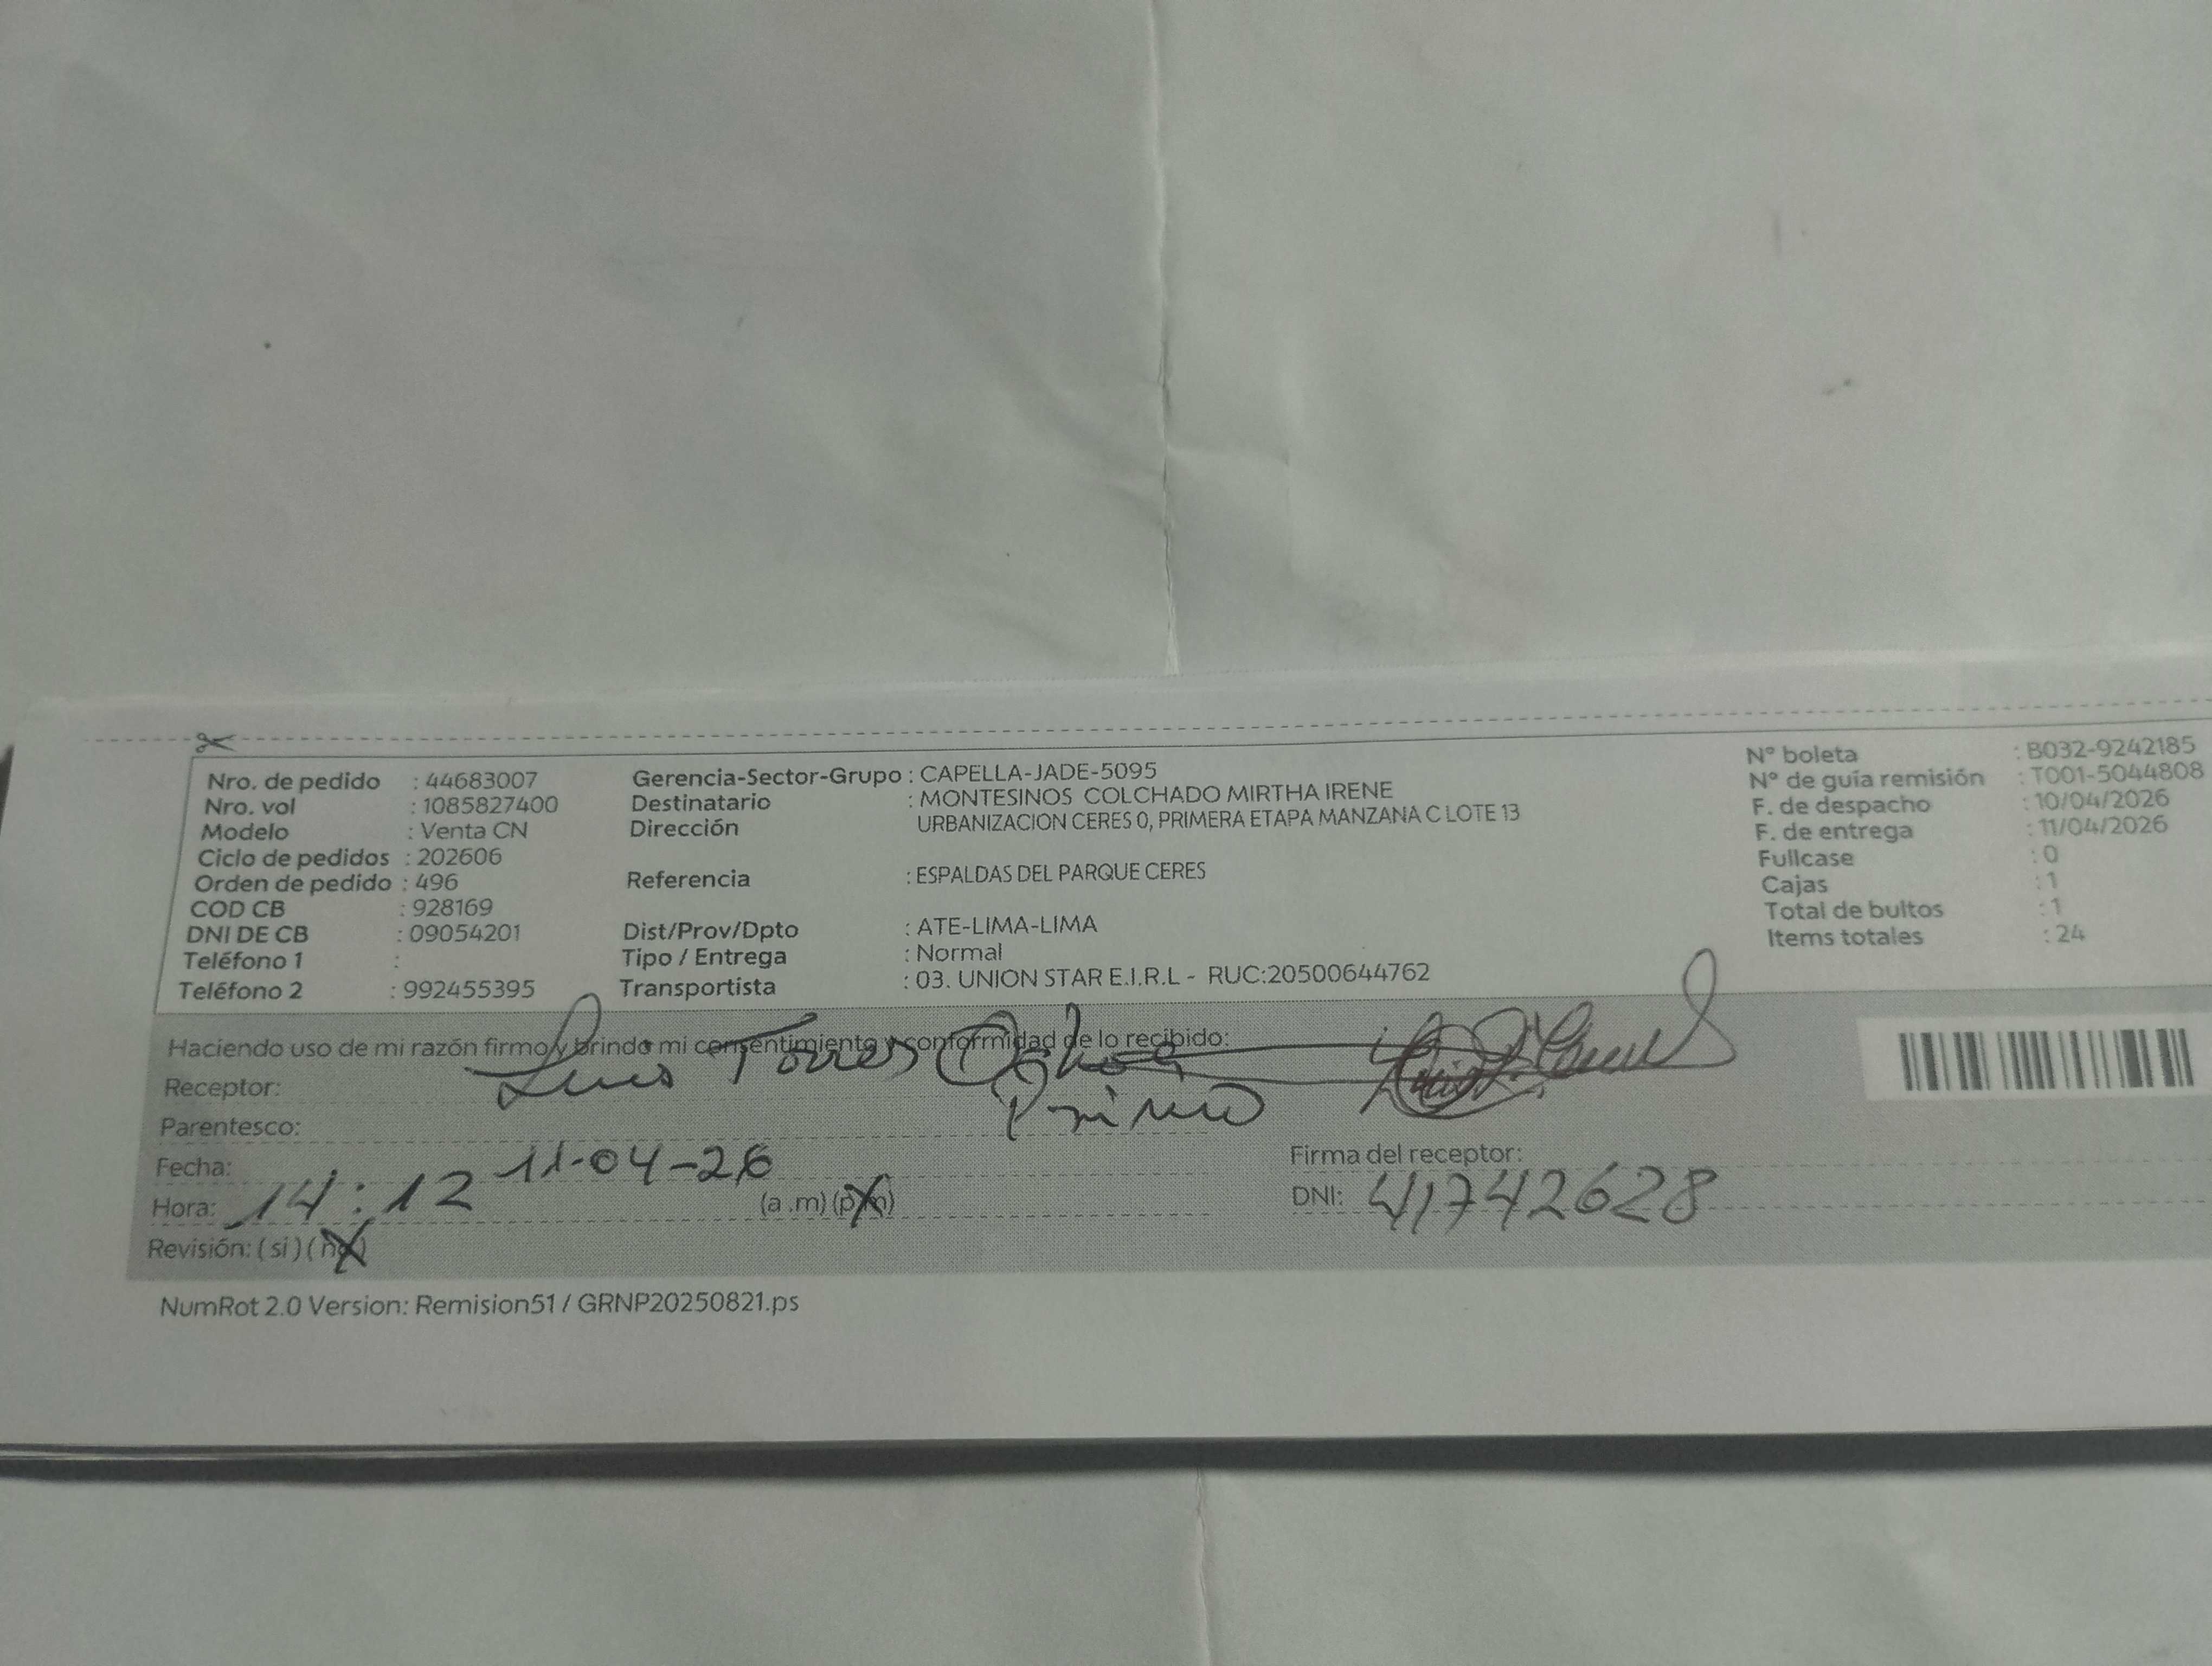 Nro. de pedido : 44683007
Nro. vol : 1085827400
Modelo : Venta CN
Ciclo de pedidos : 202606
Orden de pedido : 496
COD CB : 928169
DNI DE CB : 09054201
Teléfono 1 :
Teléfono 2 : 992455395
Gerencia-Sector-Grupo : CAPELLA-JADE-5095
Destinatario : MONTESINOS COLCHADO MIRTHA IRENE
Dirección URBANIZACION CERES 0, PRIMERA ETAPA MANZANA C LOTE 13
Referencia : ESPALDAS DEL PARQUE CERES
Dist/Prov/Dpto : ATE-LIMA-LIMA
Tipo / Entrega : Normal
Transportista : 03. UNION STAR E.I.R.L - RUC:20500644762
N° boleta : B032-9242185
N° de guía remisión : T001-5044808
F. de despacho : 10/04/2026
F. de entrega : 11/04/2026
Fullcase : 0
Cajas : 1
Total de bultos : 1
Items totales : 24
Haciendo uso de mi razón firmo y brindo mi consentimiento y conformidad de lo recibido:
Receptor: Luis Torres Ochoa
Parentesco: Primo
Fecha: 11-04-26
Hora: 14:12 (a.m) (pm)
Revisión: (si) (no)
Firma del receptor:
DNI: 41742628
NumRot 2.0 Version: Remision51 / GRNP20250821.ps